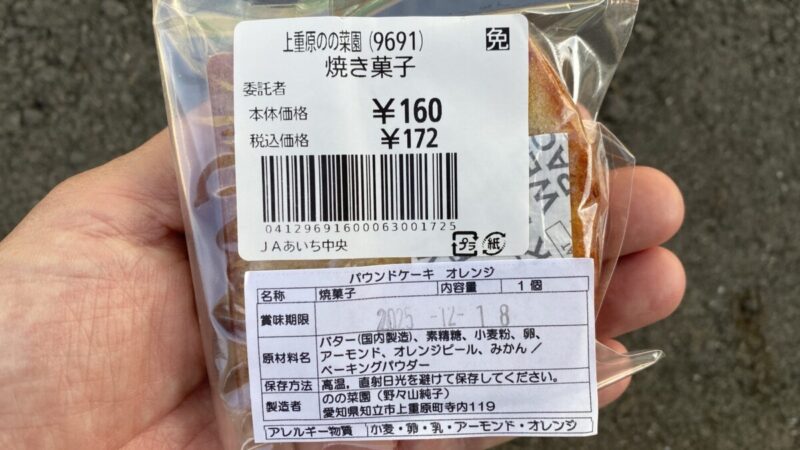 上重原のの菜園(9691) 免
焼き菓子
委託者
本体価格 ¥160
税込価格 ¥172
0412969160006300172​5
JAあいち中央 プラ 紙
パウンドケーキ オレンジ
名称 焼菓子 内容量 1個
賞味期限 2025-12-18
原材料名 バター(国内製造)、素精糖、小麦粉、卵、
アーモンド、オレンジピール、みかん/
ベーキングパウダー
保存方法 高温,直射日光を避けて保存してください。
製造者 のの菜園(野々山純子)
愛知県知立市上重原町寺内119
アレルギー物質 小麦・卵・乳・アーモンド・オレンジ